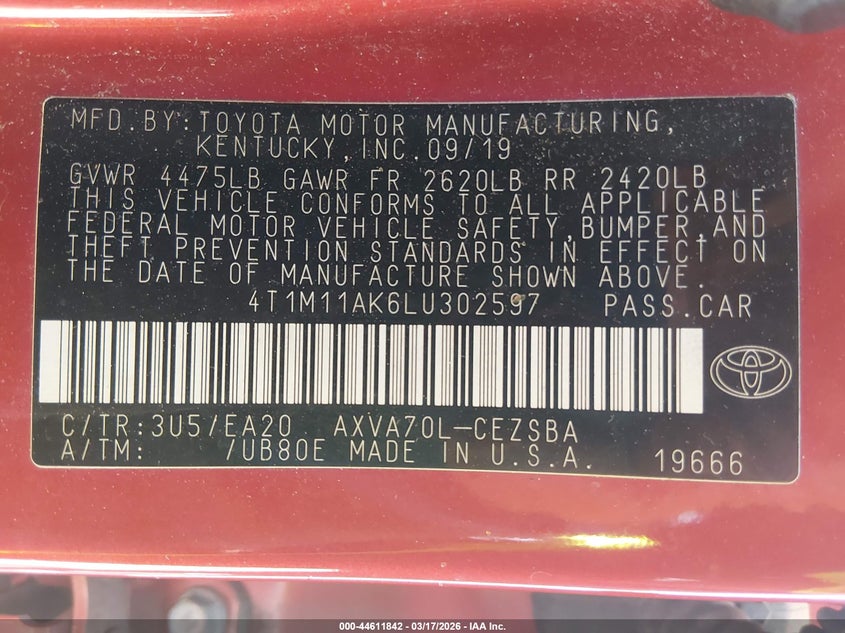 MFD.BY:TOYOTA MOTOR MANUFACTURING,
KENTUCKY,INC.09/19
GVWR 4475LB GAWR FR 2620LB RR 2420LB
THIS VEHICLE CONFORMS TO ALL APPLICABLE
FEDERAL MOTOR VEHICLE SAFETY,BUMPER,AND
THEFT PREVENTION STANDARDS IN EFFECT ON
THE DATE OF MANUFACTURE SHOWN ABOVE.
4T1M11AK6LU302597 PASS.CAR
C/TR:3U5/EA20 AXVA70L-CEZSBA
A/TM: /UB80E MADE IN U.S.A. 19666
000-44611842 | 03/17/2026 | IAA Inc.